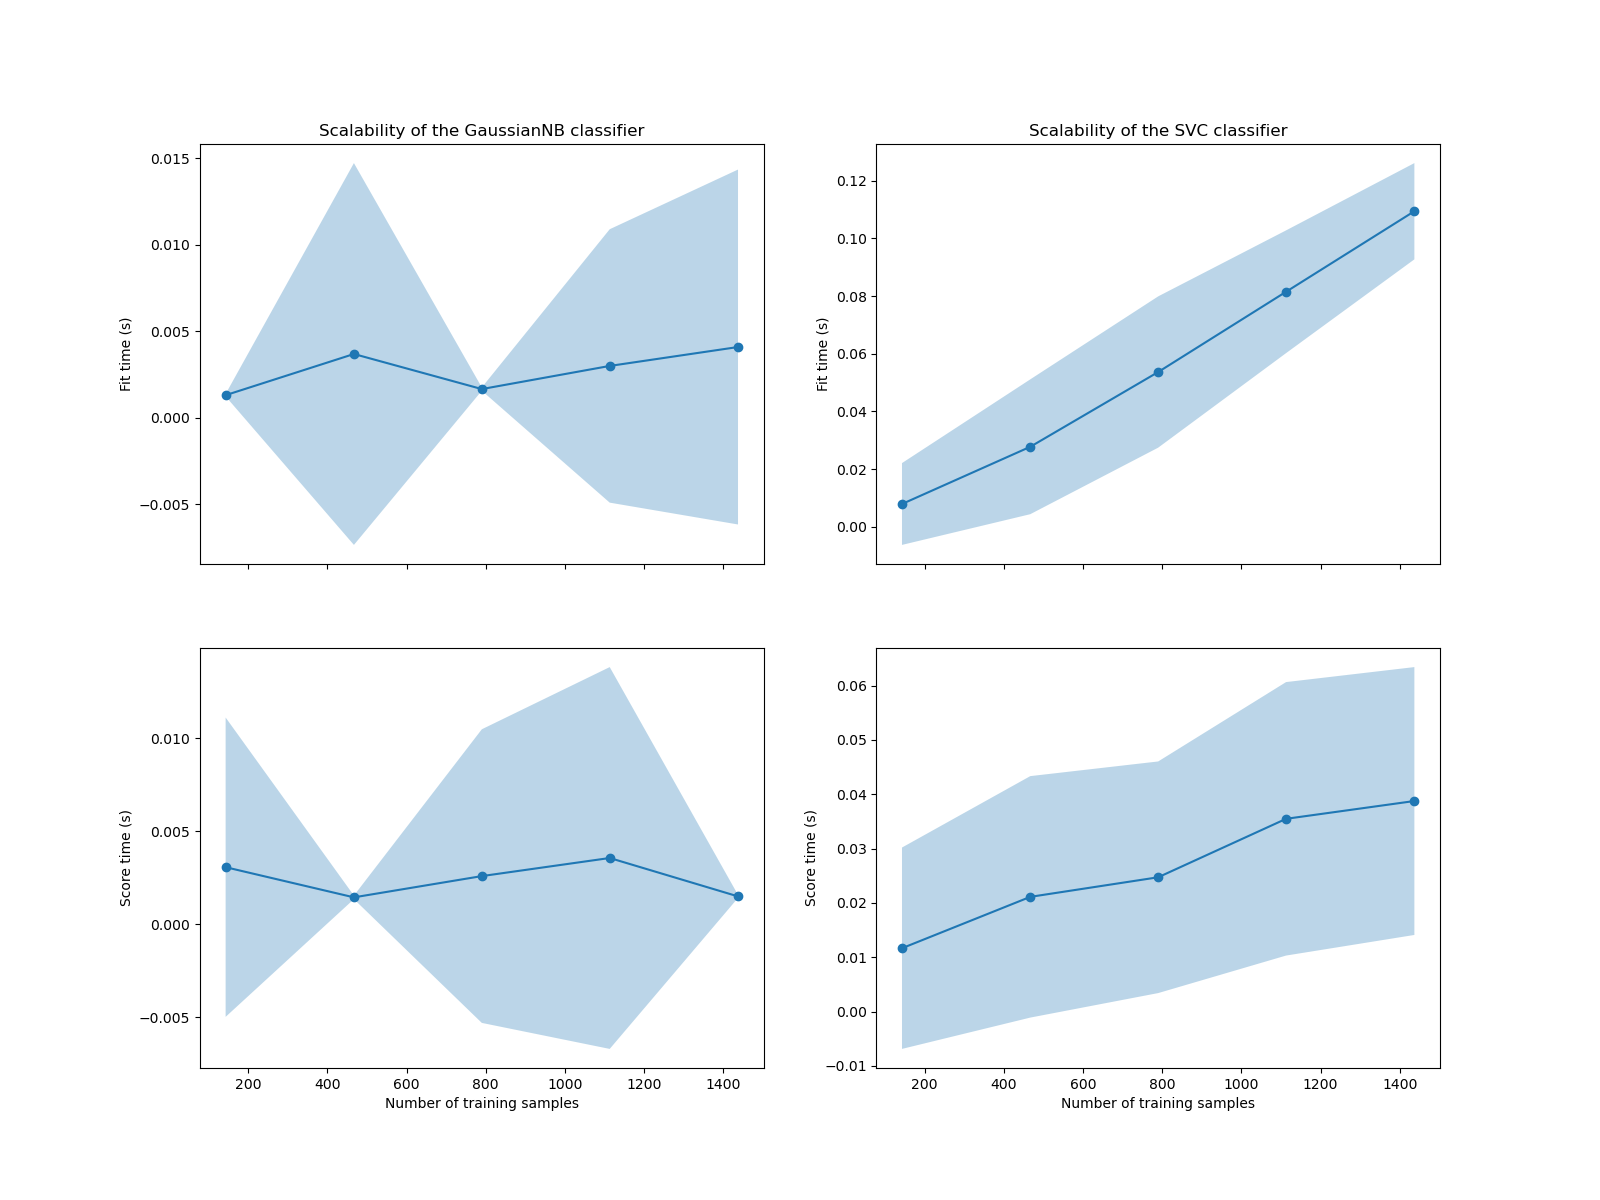 Scalability of the GaussianNB classifier
0.015
0.010
0.005
0.000
−0.005
Fit time (s)
Scalability of the SVC classifier
0.12
0.10
0.08
0.06
0.04
0.02
0.00
Fit time (s)
0.010
0.005
0.000
−0.005
Score time (s)
200 400 600 800 1000 1200 1400
Number of training samples
0.06
0.05
0.04
0.03
0.02
0.01
0.00
−0.01
Score time (s)
200 400 600 800 1000 1200 1400
Number of training samples